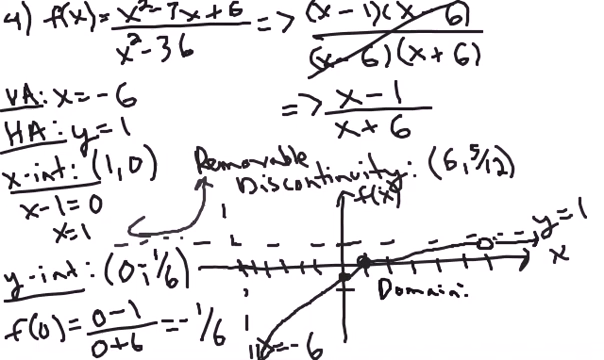 4) f(x) = x²-7x+6 / x²-36 => (x-1)(x-6) / (x-6)(x+6)
VA: x=-6
=> x-1 / x+6
HA: y=1
x-int: (1,0)
x-1=0
x=1
Removable
Discontinuity: (6, 5/12)
f(x)
y=1
x
y-int: (0, -1/6)
Domain:
f(0) = 0-1 / 0+6 = -1/6
x=-6